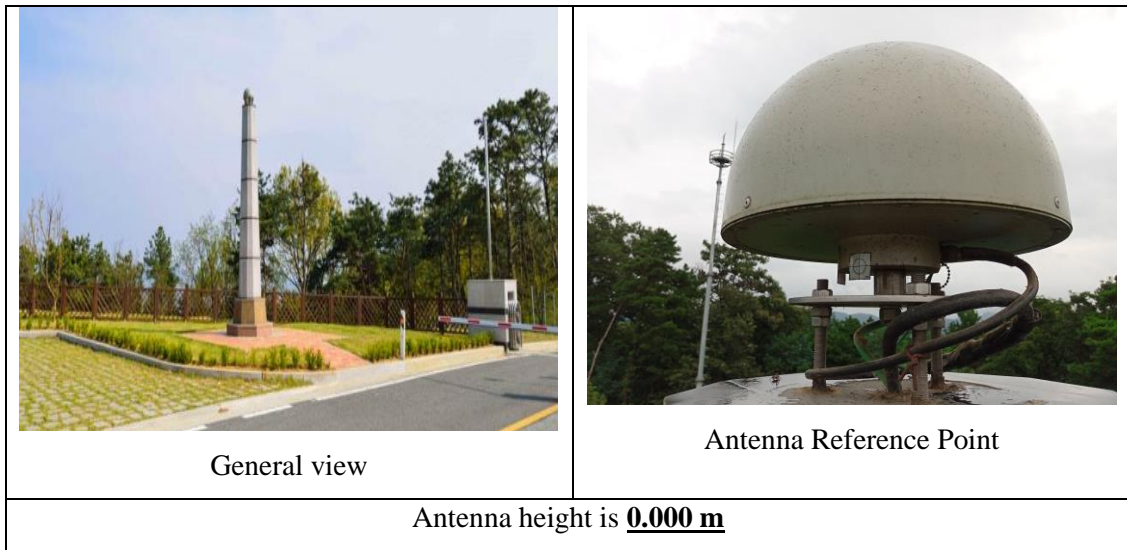 General view
Antenna Reference Point
Antenna height is 0.000 m